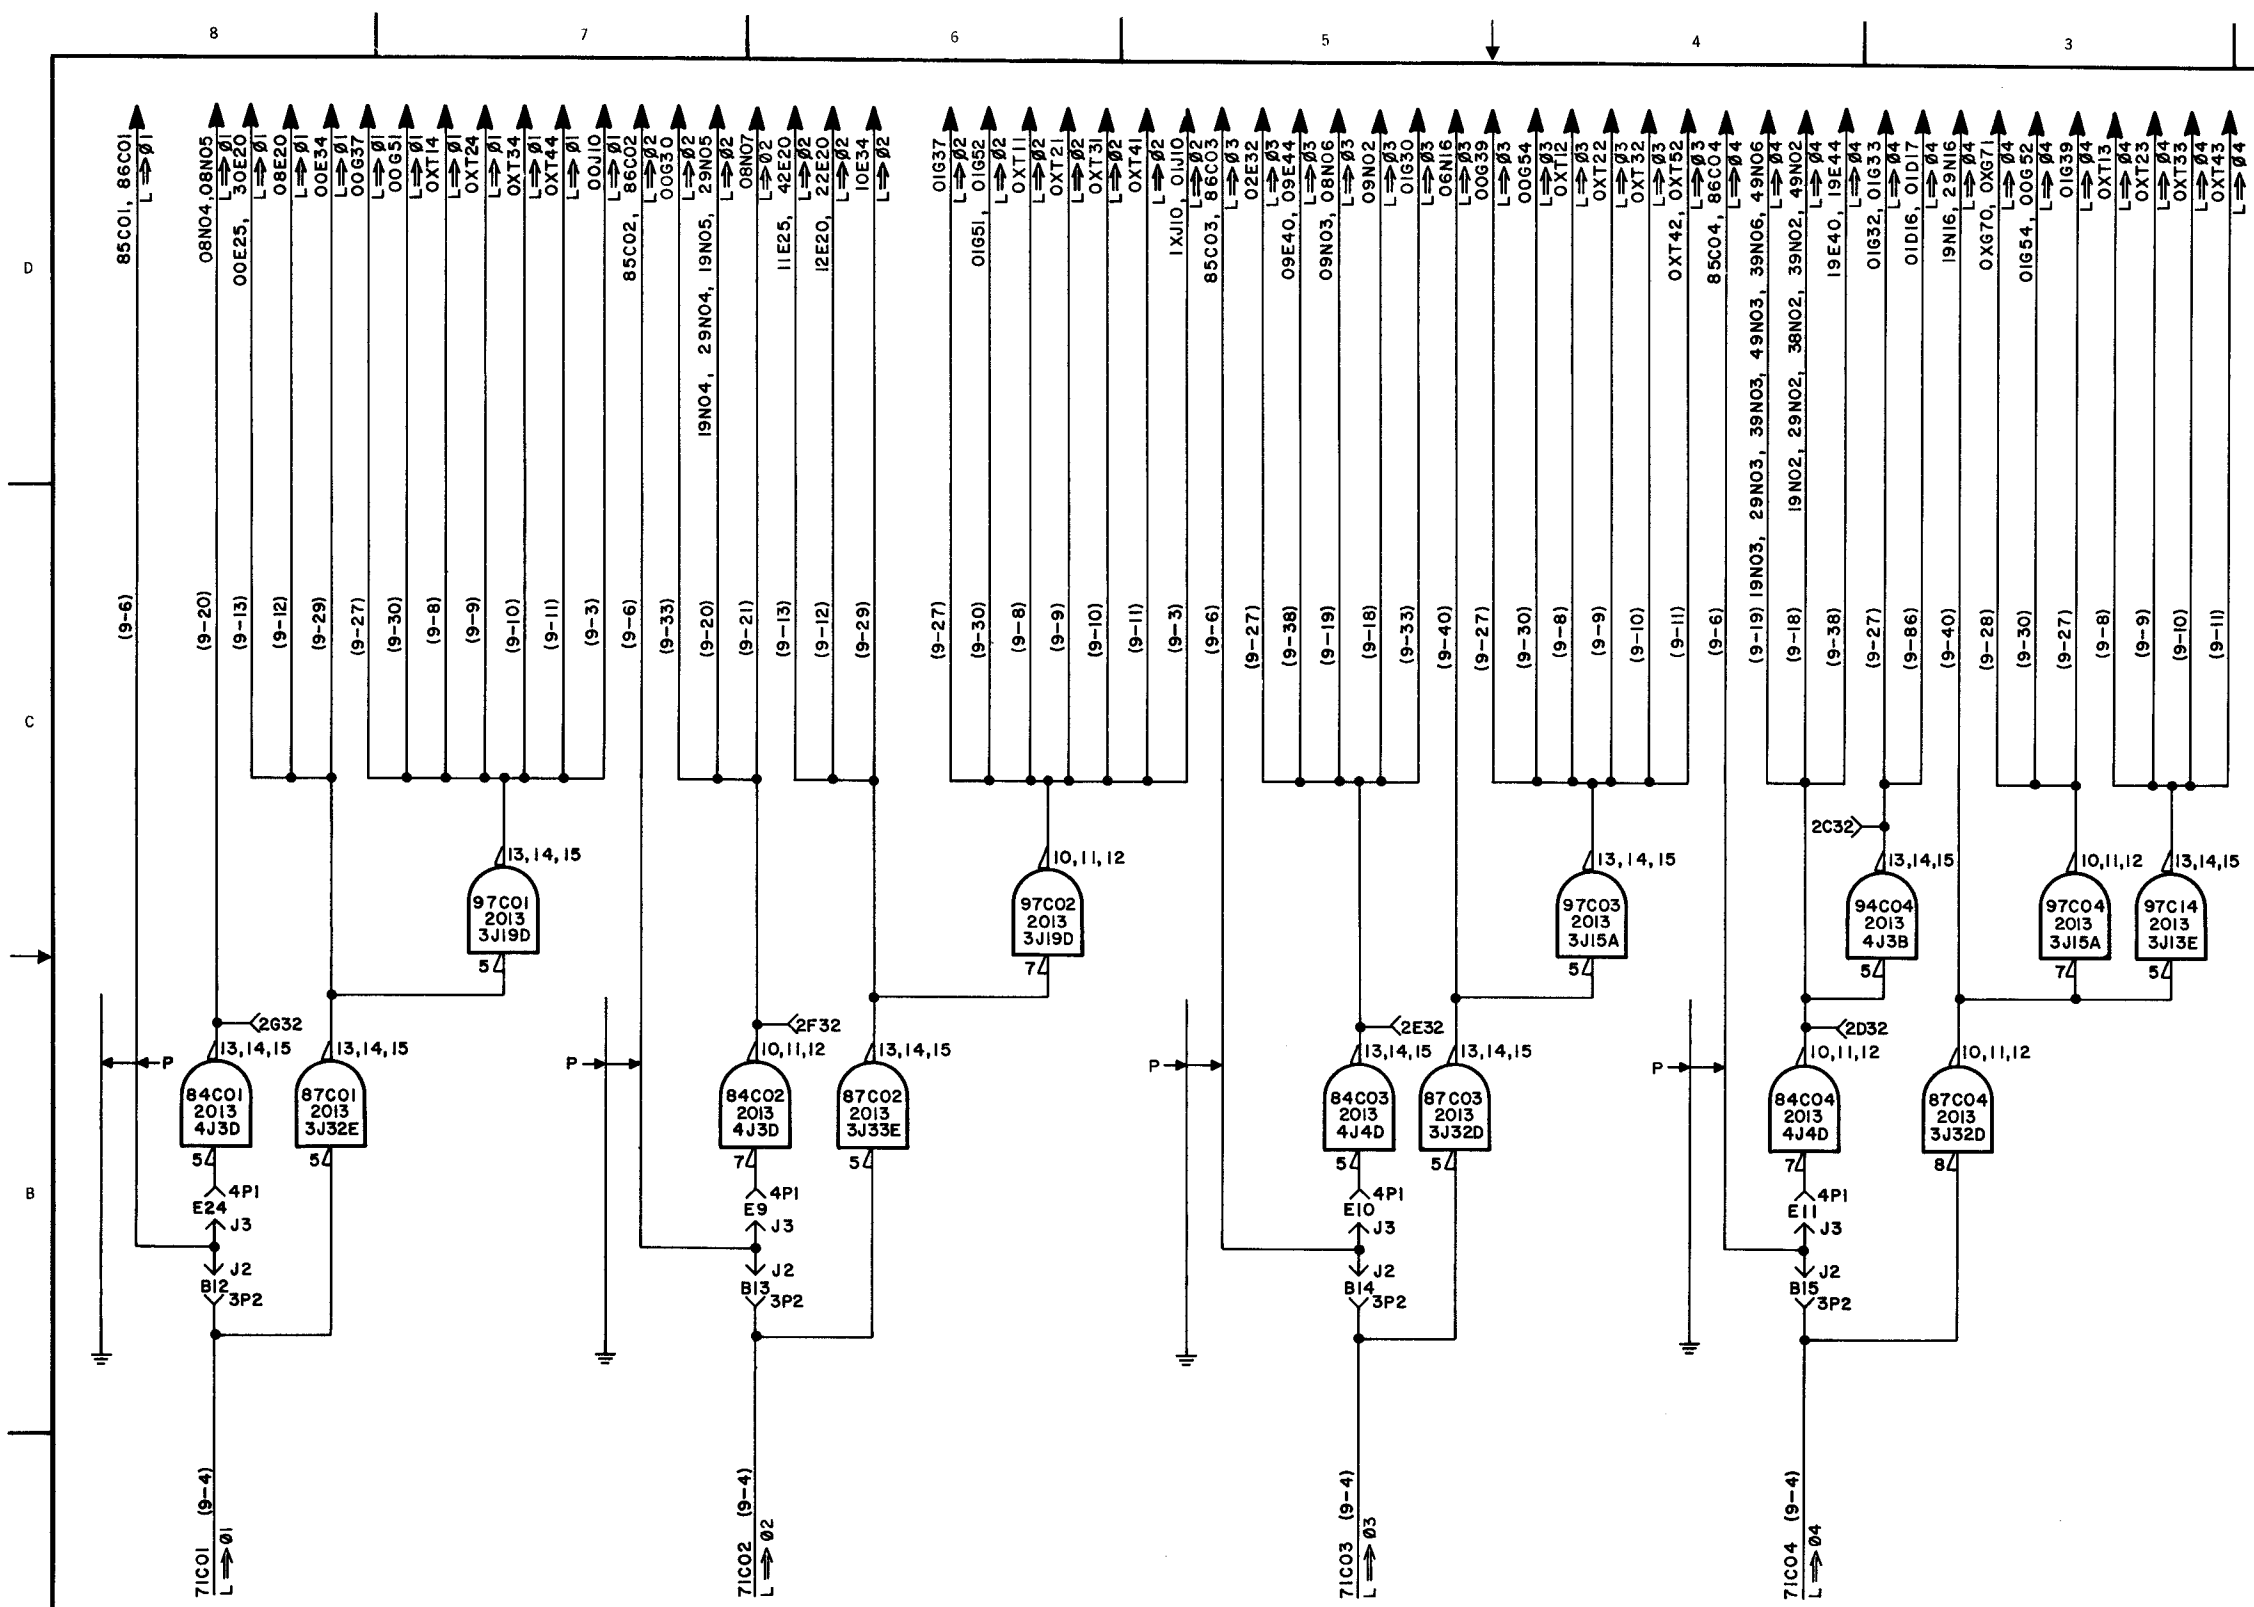 8 7 6 5 4 3
D
C
B
85C01, 86C01
L⇒Ø1
08N04,08N05
L⇒Ø1
00E25, 30E20
L⇒Ø1
08E20
L⇒Ø1
00E34
L⇒Ø1
00G37
L⇒Ø1
00G51
L⇒Ø1
0XT14
L⇒Ø1
0XT24
L⇒Ø1
0XT34
L⇒Ø1
0XT44
L⇒Ø1
00J10
L⇒Ø1
85C02, 86C02
L⇒Ø2
00G30
L⇒Ø2
19N04, 29N04, 19N05, 29N05
L⇒Ø2
08N07
L⇒Ø2
11E25, 42E20
L⇒Ø2
12E20, 22E20
L⇒Ø2
10E34
L⇒Ø2
01G37
L⇒Ø2
01G51, 01G52
L⇒Ø2
0XT11
L⇒Ø2
0XT21
L⇒Ø2
0XT31
L⇒Ø2
0XT41
L⇒Ø2
1XJ10, 01J10
L⇒Ø2
85C03, 86C03
L⇒Ø3
02E32
L⇒Ø3
09E40, 09E44
L⇒Ø3
09N03, 08N06
L⇒Ø3
09N02
L⇒Ø3
01G30
L⇒Ø3
06N16
L⇒Ø3
00G39
L⇒Ø3
00G54
L⇒Ø3
0XT12
L⇒Ø3
0XT22
L⇒Ø3
0XT32
L⇒Ø3
0XT42, 0XT52
L⇒Ø3
85C04, 86C04
L⇒Ø4
19N03, 29N03, 39N03, 49N03, 39N06, 49N06
L⇒Ø4
19N02, 29N02, 38N02, 39N02, 49N02
L⇒Ø4
19E40, 19E44
L⇒Ø4
01G32, 01G33
L⇒Ø4
01D16, 01D17
L⇒Ø4
19N16, 29N16
L⇒Ø4
0XG70, 0XG71
L⇒Ø4
01G54, 00G52
L⇒Ø4
01G39
L⇒Ø4
0XT13
L⇒Ø4
0XT23
L⇒Ø4
0XT33
L⇒Ø4
0XT43
L⇒Ø4
(9-6) (9-20) (9-13) (9-12) (9-29) (9-27) (9-30) (9-8) (9-9) (9-10) (9-11) (9-3) (9-6) (9-33) (9-20) (9-21) (9-13) (9-12) (9-29) (9-27) (9-30) (9-8) (9-9) (9-10) (9-11) (9-3) (9-6) (9-27) (9-38) (9-19) (9-18) (9-33) (9-40) (9-27) (9-30) (9-8) (9-9) (9-10) (9-11) (9-6) (9-19) (9-18) (9-38) (9-27) (9-86) (9-40) (9-28) (9-30) (9-27) (9-8) (9-9) (9-10) (9-11)
2C32
13,14,15 10,11,12 13,14,15 13,14,15 10,11,12 13,14,15
97C01
2013
3J19D
5
97C02
2013
3J19D
7
97C03
2013
3J15A
5
94C04
2013
4J3B
5
97C04
2013
3J15A
7
97C14
2013
3J13E
5
2G32 2F32 2E32 2D32
13,14,15 13,14,15 10,11,12 13,14,15 13,14,15 13,14,15 10,11,12 10,11,12
P P P P
84C01
2013
4J3D
5
87C01
2013
3J32E
5
84C02
2013
4J3D
7
87C02
2013
3J33E
5
84C03
2013
4J4D
5
87C03
2013
3J32D
5
84C04
2013
4J4D
7
87C04
2013
3J32D
8
4P1
E24
J3
J2
B12
3P2
4P1
E9
J3
J2
B13
3P2
4P1
E10
J3
J2
B14
3P2
4P1
E11
J3
J2
B15
3P2
71C01 (9-4)
L⇒Ø1
71C02 (9-4)
L⇒Ø2
71C03 (9-4)
L⇒Ø3
71C04 (9-4)
L⇒Ø4